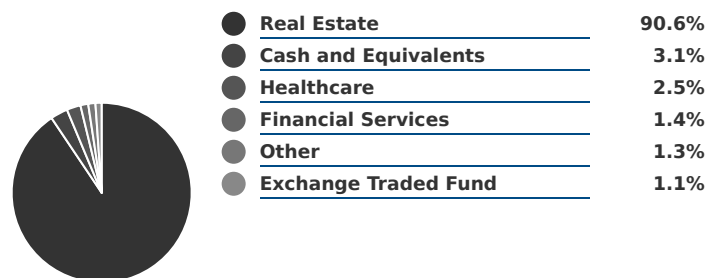 Real Estate 90.6%
Cash and Equivalents 3.1%
Healthcare 2.5%
Financial Services 1.4%
Other 1.3%
Exchange Traded Fund 1.1%